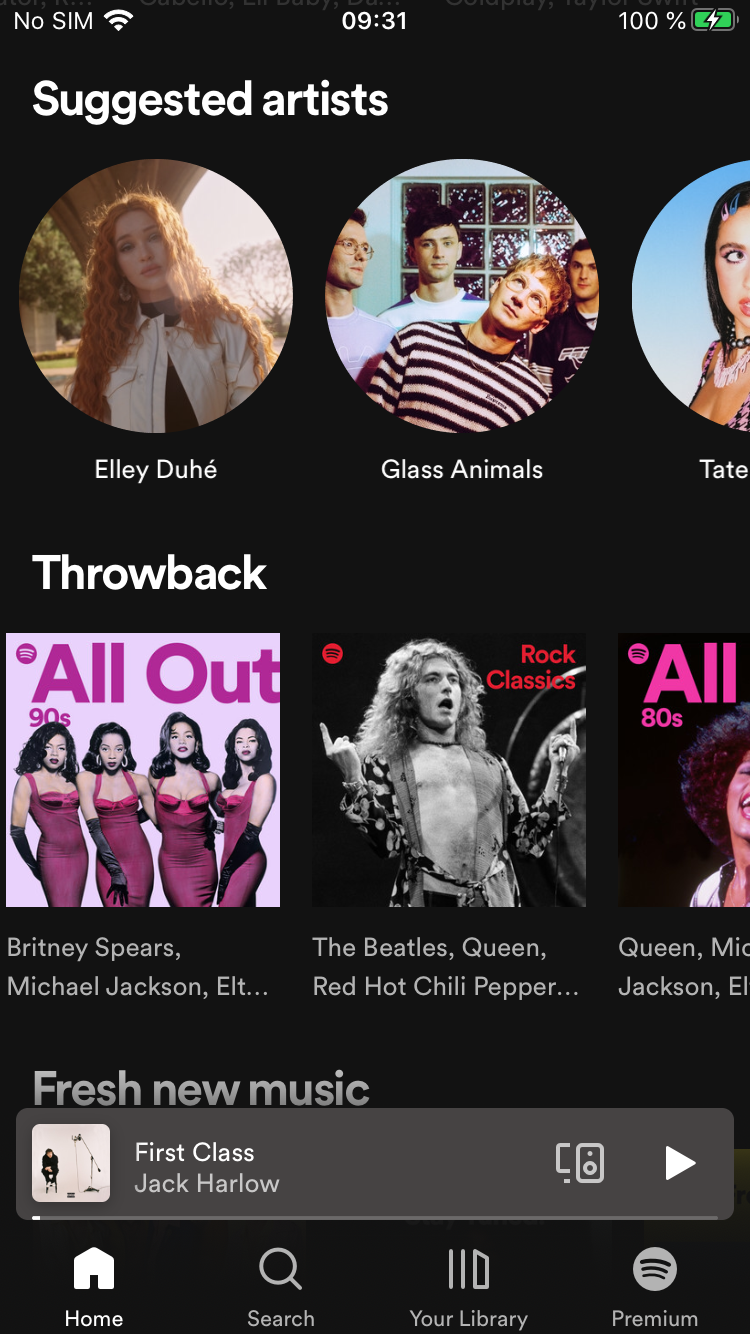 No SIM 09:31 100 %
Suggested artists
Elley Duhé Glass Animals Tate
Throwback
All Out
90s
Rock
Classics
All
80s
Britney Spears,
Michael Jackson, Elt...
The Beatles, Queen,
Red Hot Chili Pepper...
Queen, Mic
Jackson, El
Fresh new music
First Class
Jack Harlow
Home Search Your Library Premium